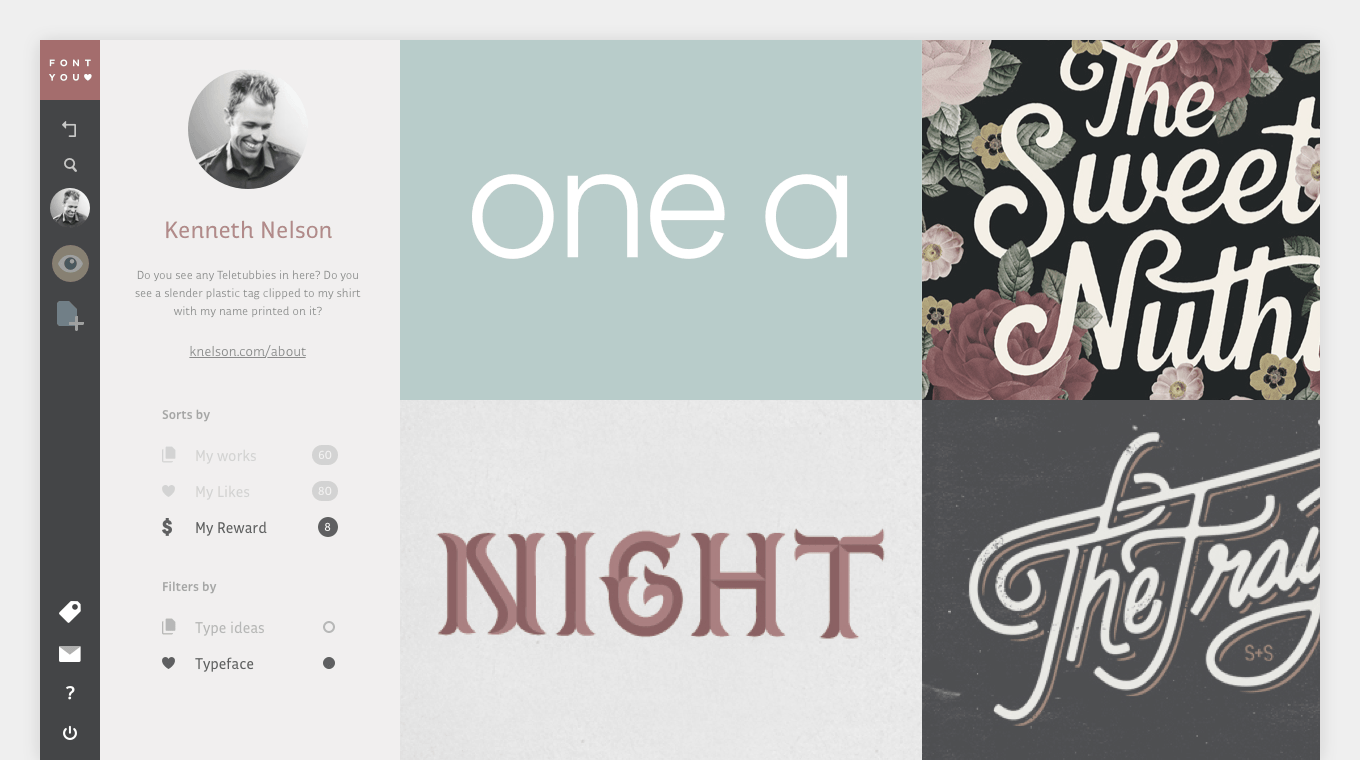 FONT
YOU
Kenneth Nelson
Do you see any Teletubbies in here? Do you
see a slender plastic tag clipped to my shirt
with my name printed on it?
knelson.com/about
Sorts by
My works 60
My Likes 80
$ My Reward 8
Filters by
Type ideas
Typeface
?
one a
The
Sweet
Nuthi
NIGHT
The Frai
S+S